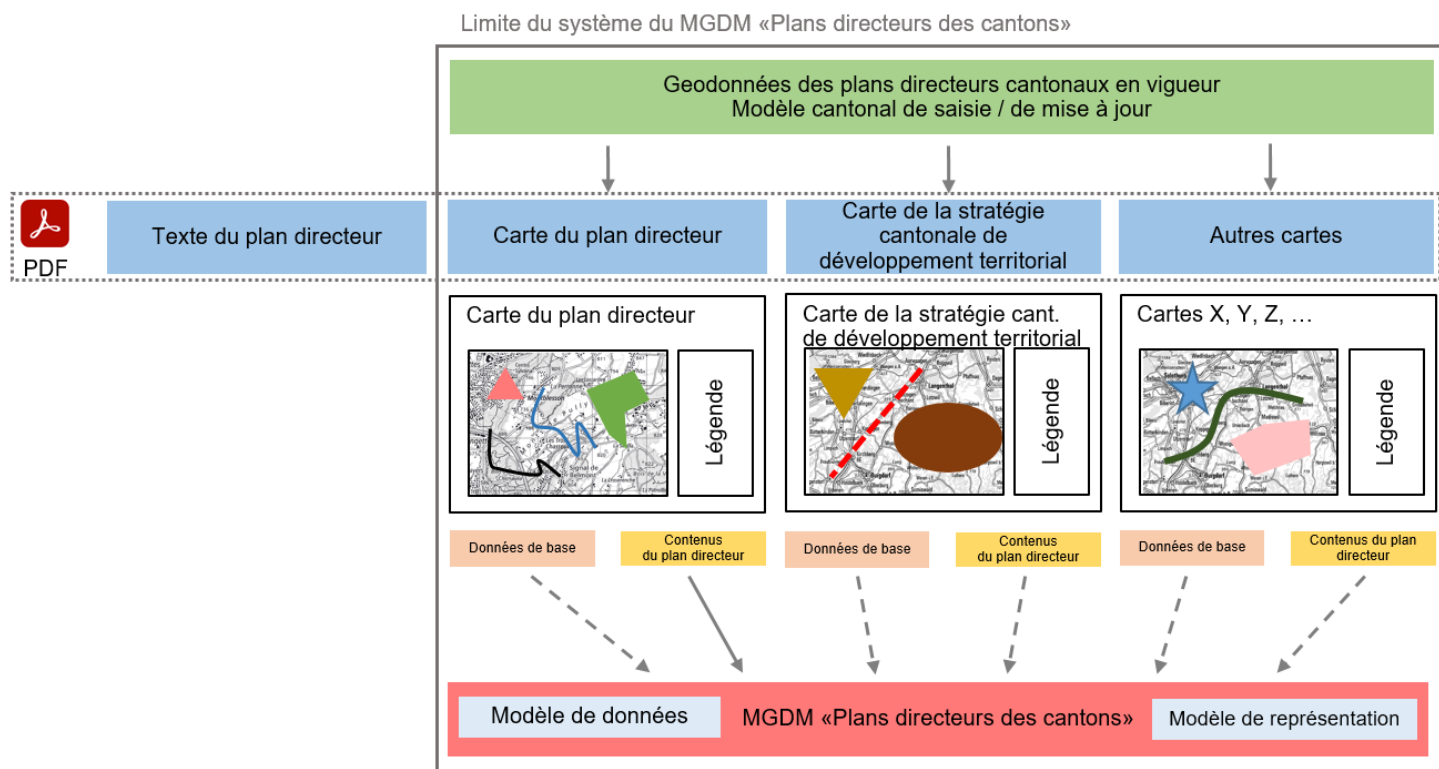 Limite du système du MGDM «Plans directeurs des cantons»
Geodonnées des plans directeurs cantonaux en vigueur
Modèle cantonal de saisie / de mise à jour
PDF
Texte du plan directeur
Carte du plan directeur
Carte de la stratégie
cantonale de
développement territorial
Autres cartes
Carte du plan directeur
Légende
Carte de la stratégie cant.
de développement territorial
Légende
Cartes X, Y, Z, …
Légende
Données de base
Contenus
du plan directeur
Données de base
Contenus
du plan directeur
Données de base
Contenus du plan
directeur
Modèle de données
MGDM «Plans directeurs des cantons»
Modèle de représentation